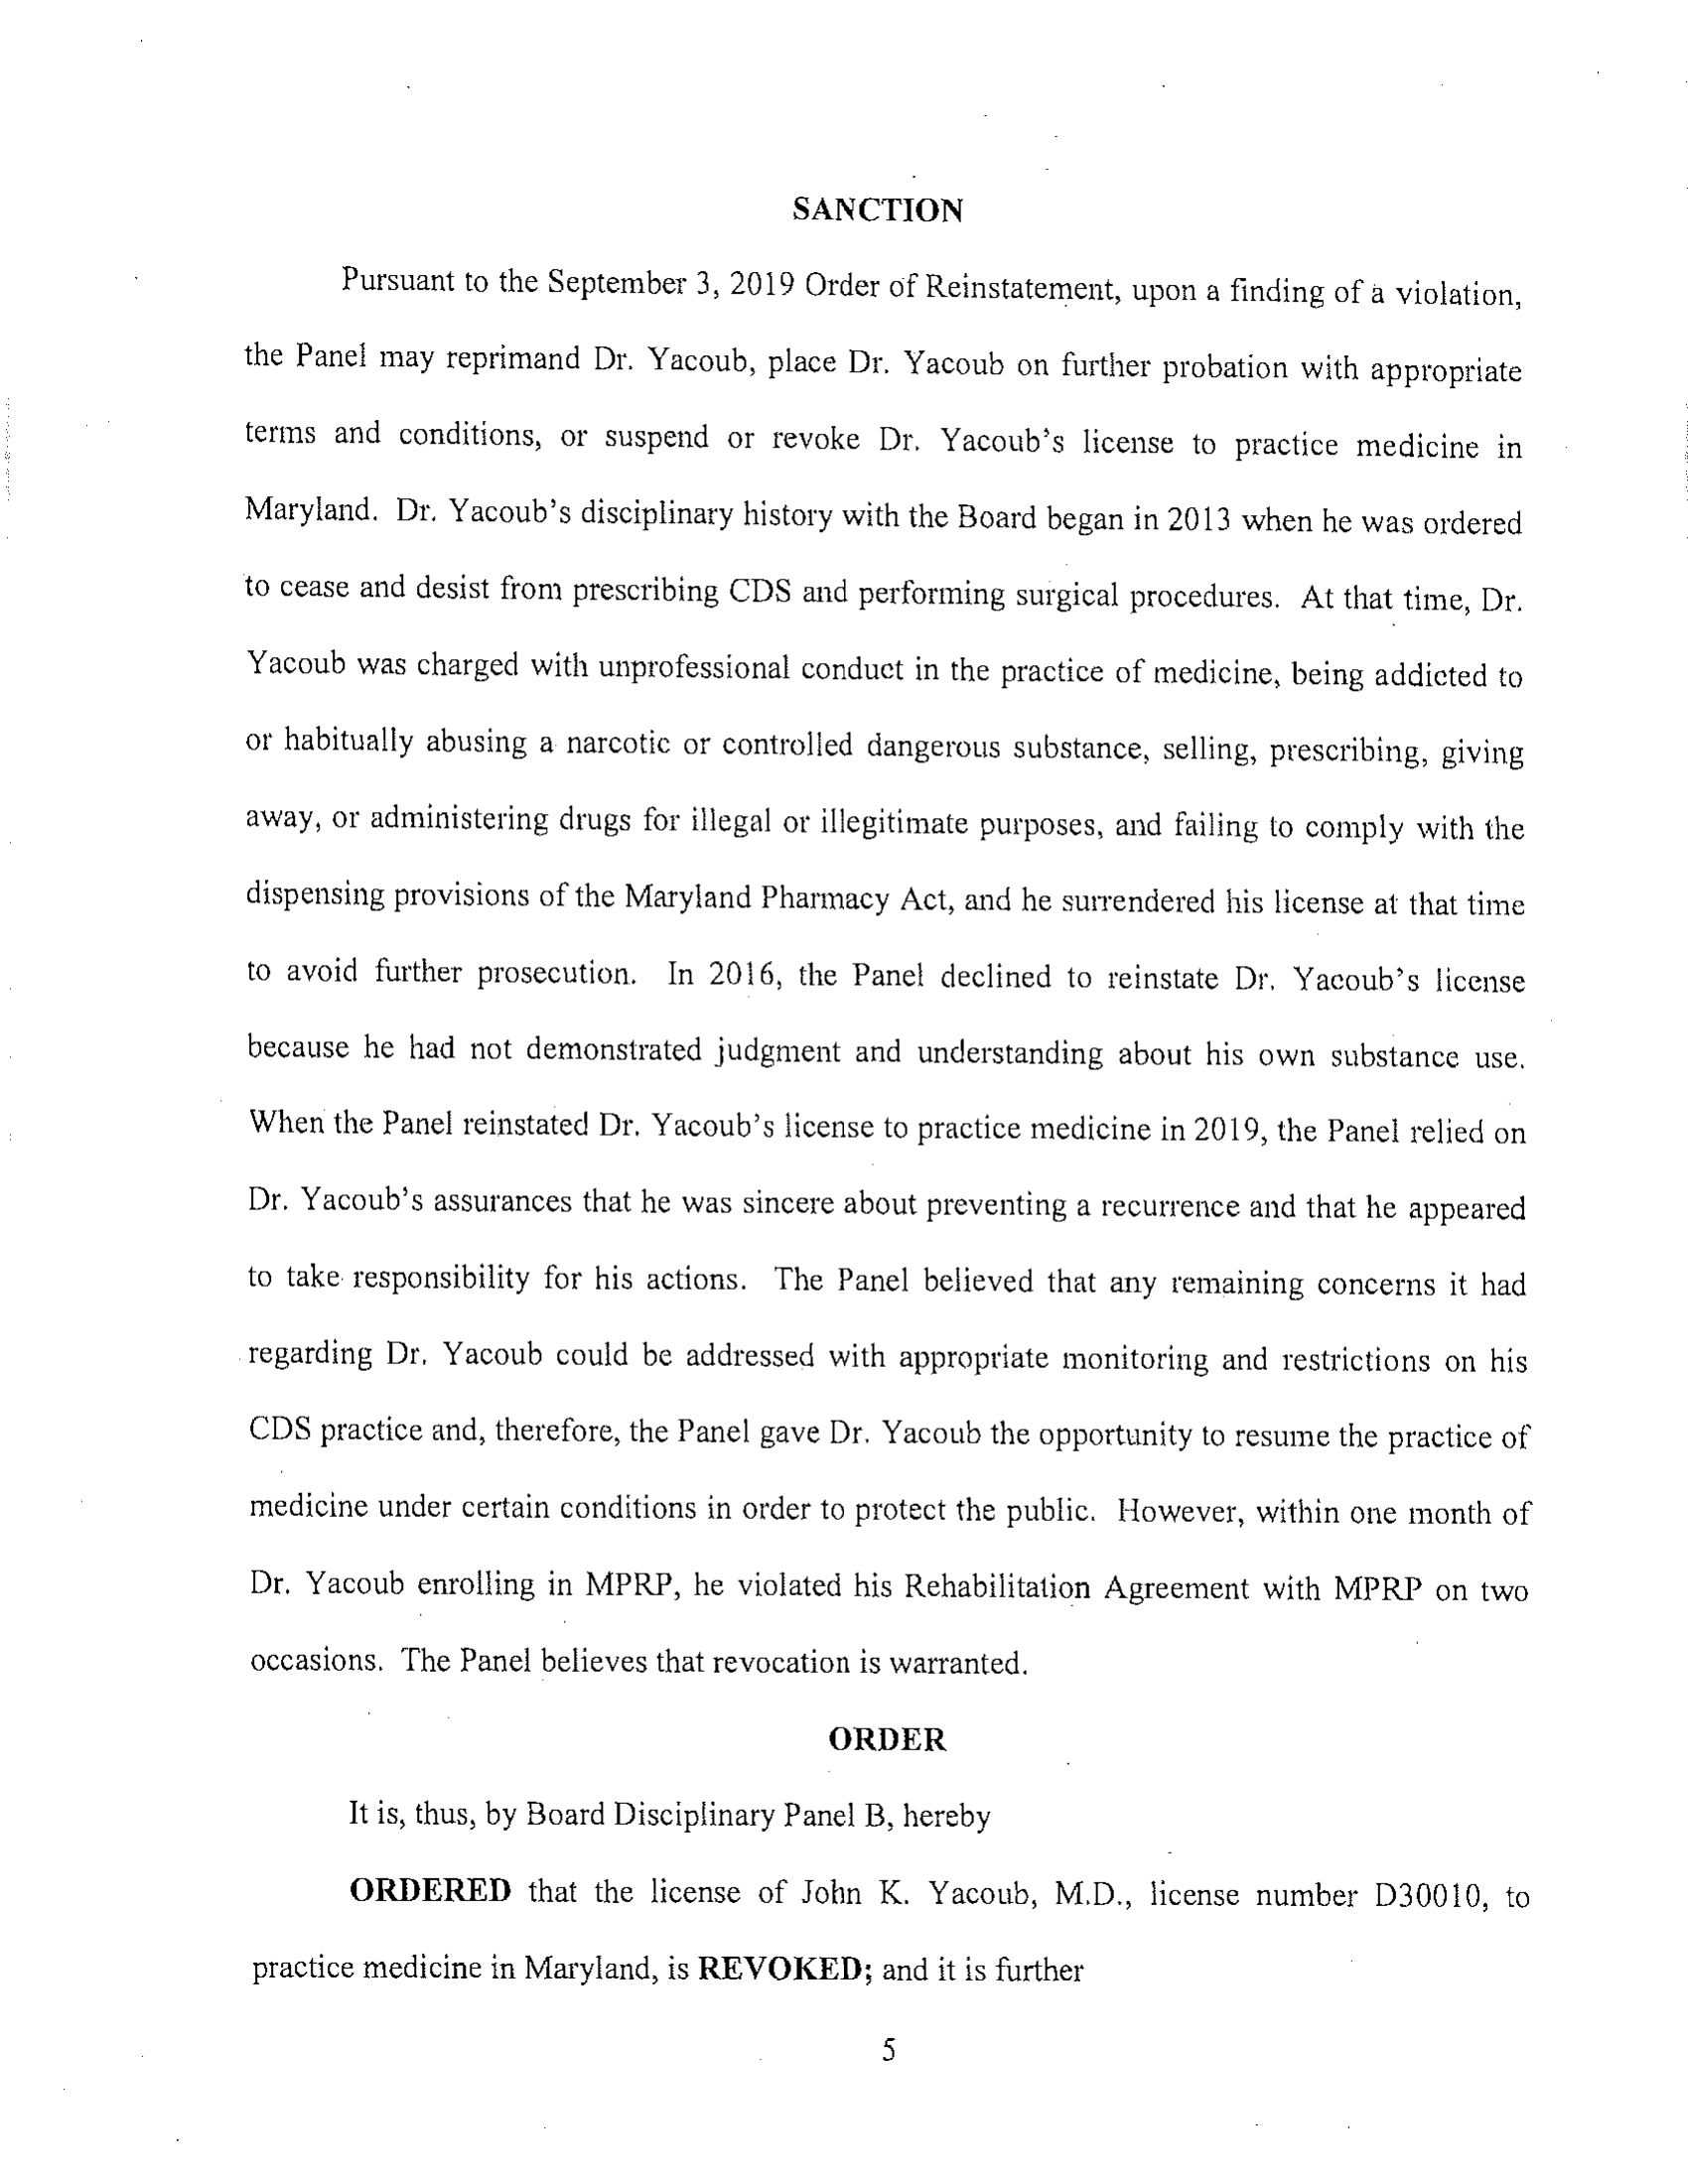 SANCTION
Pursuant to the September 3, 2019 Order of Reinstatement, upon a finding of a violation,
the Panel may reprimand Dr. Yacoub, place Dr. Yacoub on further probation with appropriate
terms and conditions, or suspend or revoke Dr. Yacoub's license to practice medicine in
Maryland. Dr. Yacoub's disciplinary history with the Board began in 2013 when he was ordered
to cease and desist from prescribing CDS and performing surgical procedures. At that time, Dr.
Yacoub was charged with unprofessional conduct in the practice of medicine, being addicted to
or habitually abusing a narcotic or controlled dangerous substance, selling, prescribing, giving
away, or administering drugs for illegal or illegitimate purposes, and failing to comply with the
dispensing provisions of the Maryland Pharmacy Act, and he surrendered his license at that time
to avoid further prosecution. In 2016, the Panel declined to reinstate Dr. Yacoub's license
because he had not demonstrated judgment and understanding about his own substance use.
When the Panel reinstated Dr. Yacoub's license to practice medicine in 2019, the Panel relied on
Dr. Yacoub's assurances that he was sincere about preventing a recurrence and that he appeared
to take responsibility for his actions. The Panel believed that any remaining concerns it had
regarding Dr. Yacoub could be addressed with appropriate monitoring and restrictions on his
CDS practice and, therefore, the Panel gave Dr. Yacoub the opportunity to resume the practice of
medicine under certain conditions in order to protect the public. However, within one month of
Dr. Yacoub enrolling in MPRP, he violated his Rehabilitation Agreement with MPRP on two
occasions. The Panel believes that revocation is warranted.
ORDER
It is, thus, by Board Disciplinary Panel B, hereby
ORDERED that the license of John K. Yacoub, M.D., license number D30010, to
practice medicine in Maryland, is REVOKED; and it is further
5